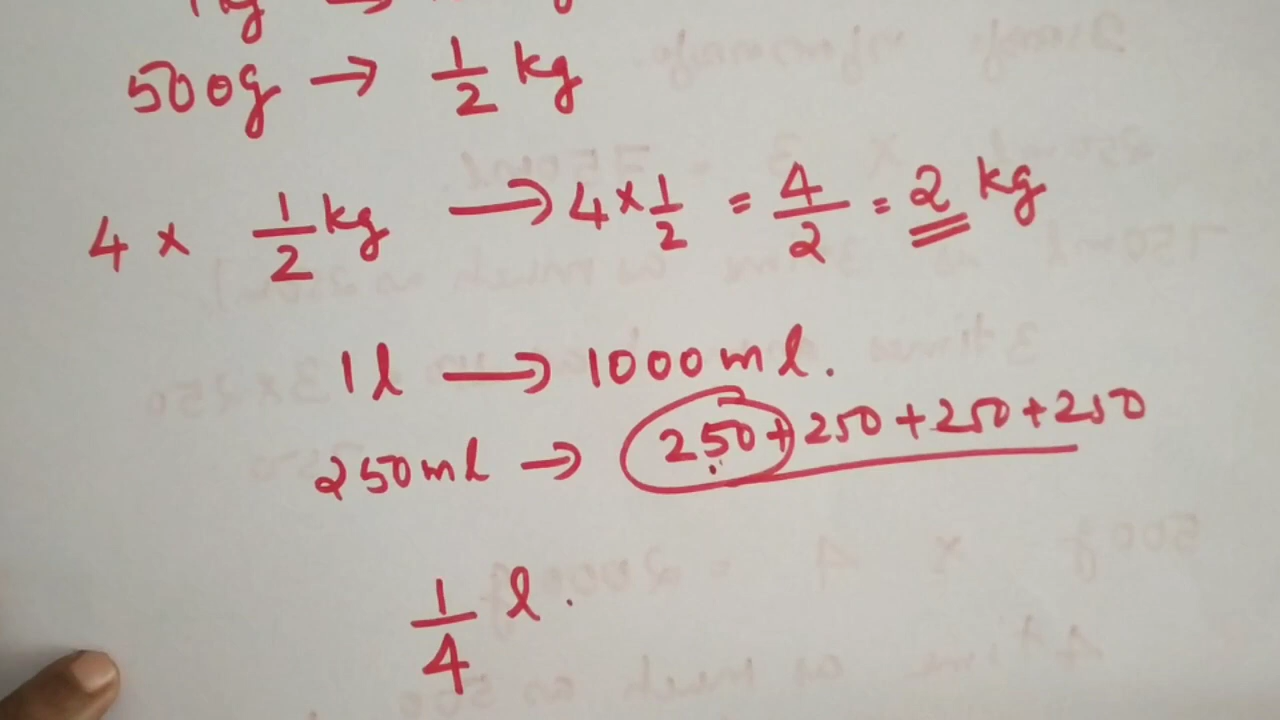 500g → 1/2 kg
4 × 1/2 kg → 4 × 1/2 = 4/2 = 2 kg
1 l → 1000 ml.
250 ml → 250 + 250 + 250 + 250
1/4 l.